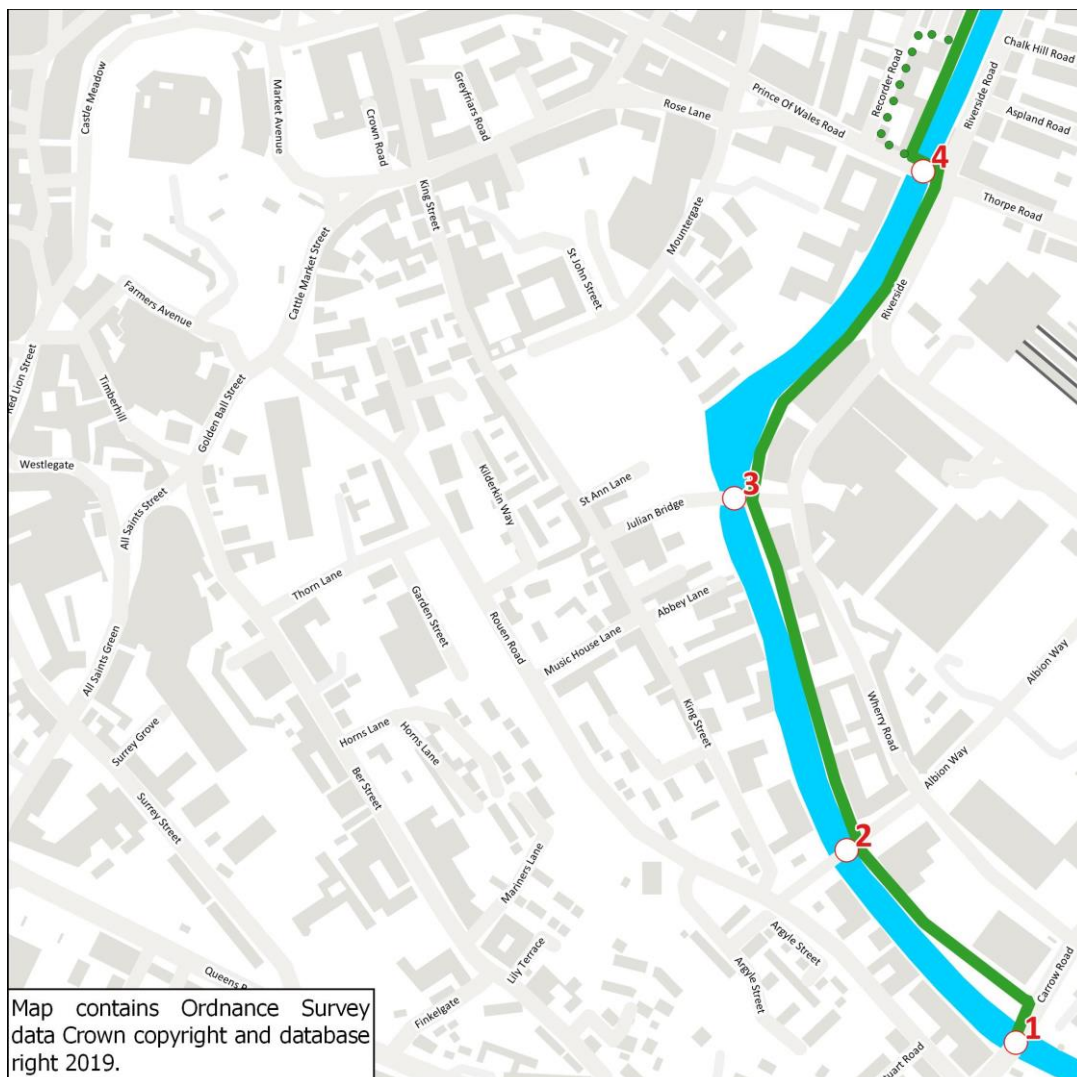 Chalk Hill Road
Recorder Road
Riverside Road
Castle Meadow
Market Avenue
Greyfriars Road
Crown Road
Rose Lane
Prince Of Wales Road
Aspland Road
4
King Street
Thorpe Road
Mountergate
St John Street
Cattle Market Street
Farmers Avenue
Riverside
Red Lion Street
Timberhill
Golden Ball Street
Westlegate
Kilderkin Way
St Ann Lane
3
Julian Bridge
All Saints Street
Thorn Lane
Garden Street
Abbey Lane
Rouen Road
Music House Lane
Albion Way
All Saints Green
Surrey Grove
Horns Lane
Horns Lane
King Street
Wherry Road
Ber Street
Albion Way
Surrey Street
2
Mariners Lane
Argyle Street
Argyle Street
Lily Terrace
Queens
Finkelgate
Carrow Road
1
Road
Map contains Ordnance Survey
data Crown copyright and database
right 2019.